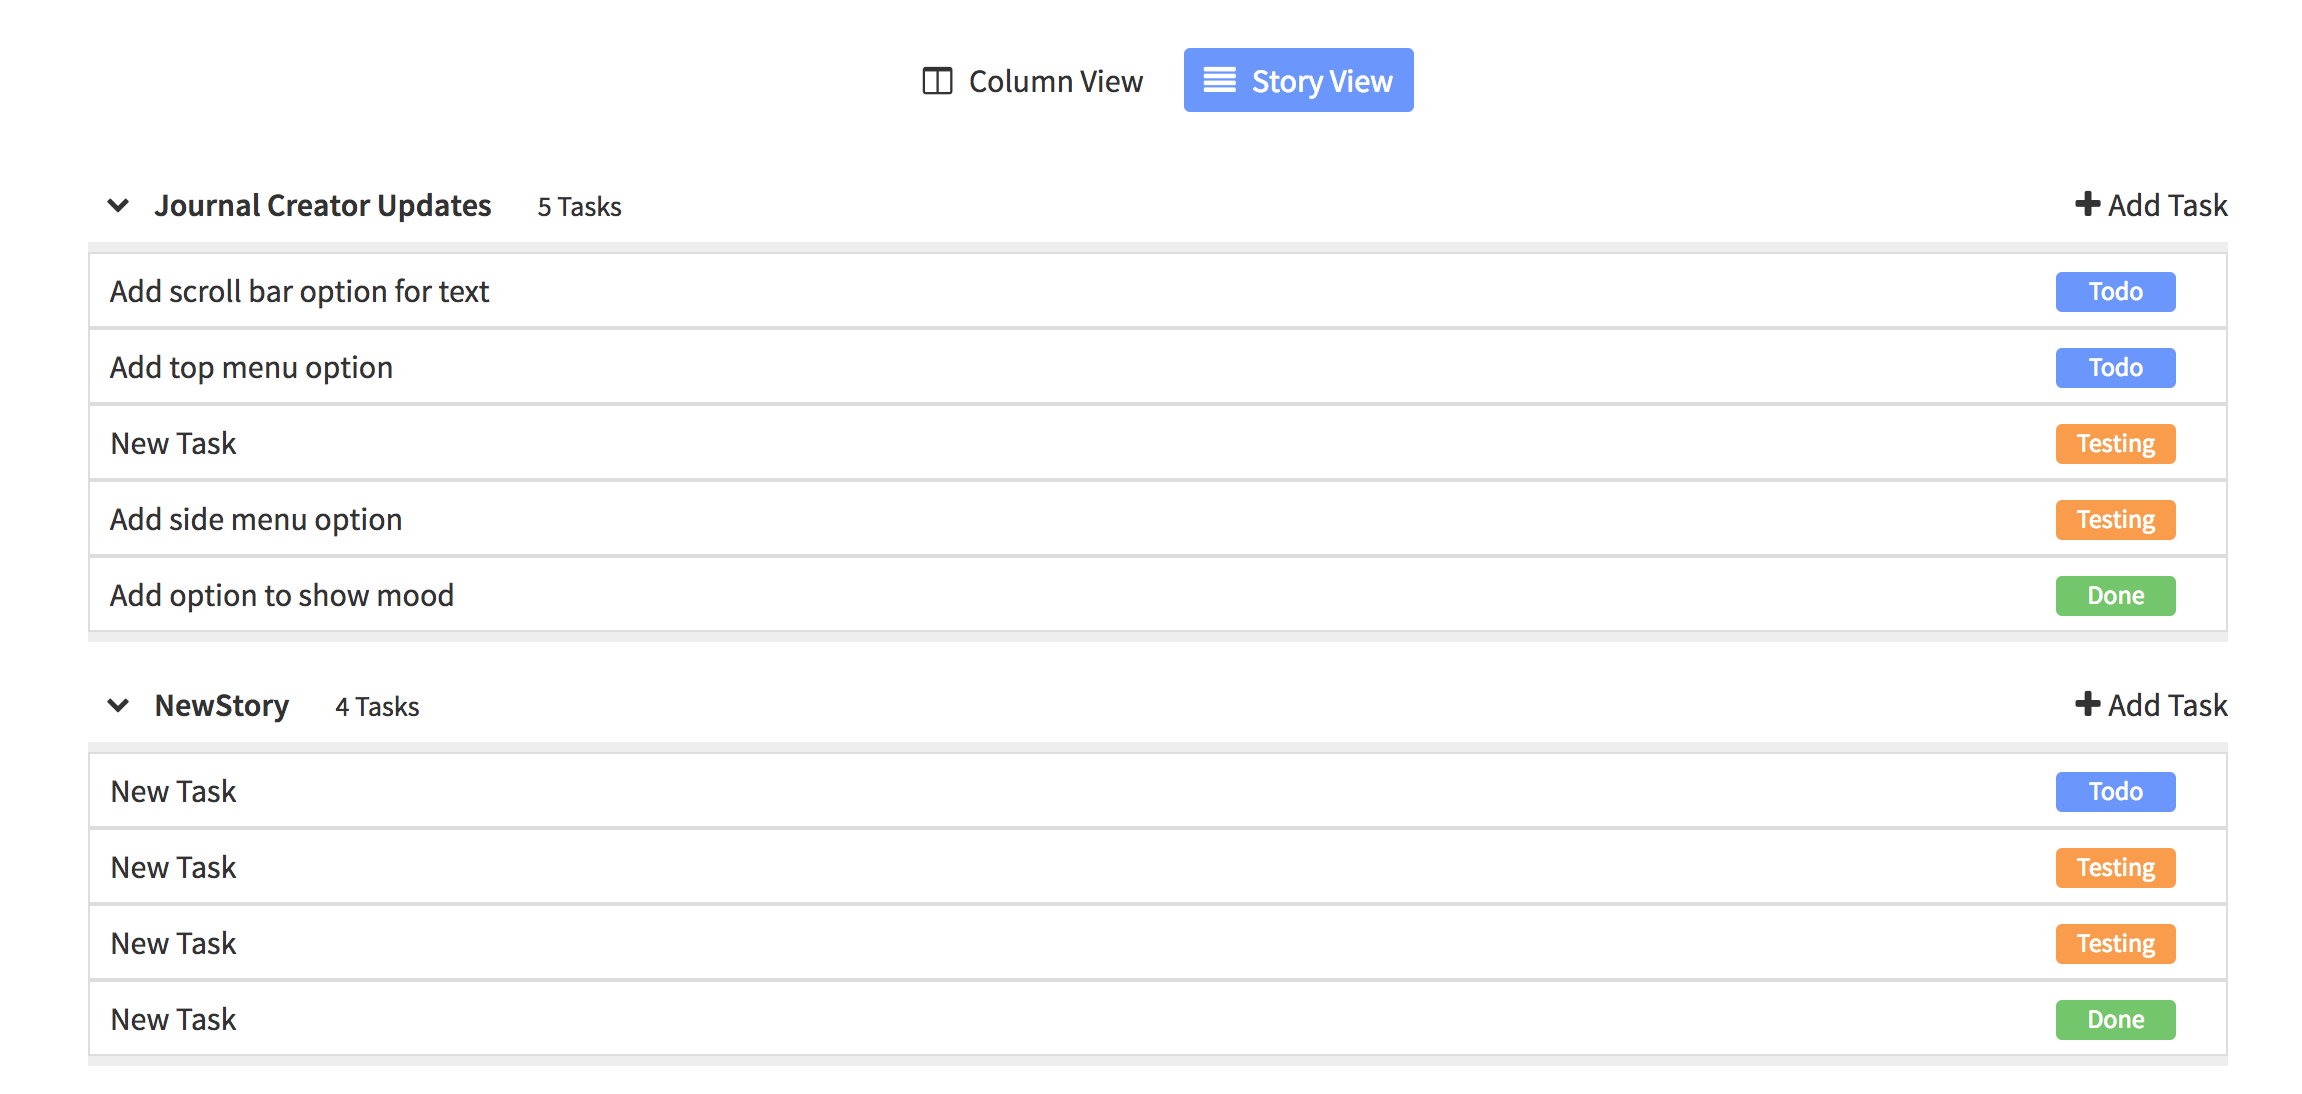 Column View Story View
Journal Creator Updates 5 Tasks Add Task
Add scroll bar option for text Todo
Add top menu option Todo
New Task Testing
Add side menu option Testing
Add option to show mood Done
NewStory 4 Tasks Add Task
New Task Todo
New Task Testing
New Task Testing
New Task Done